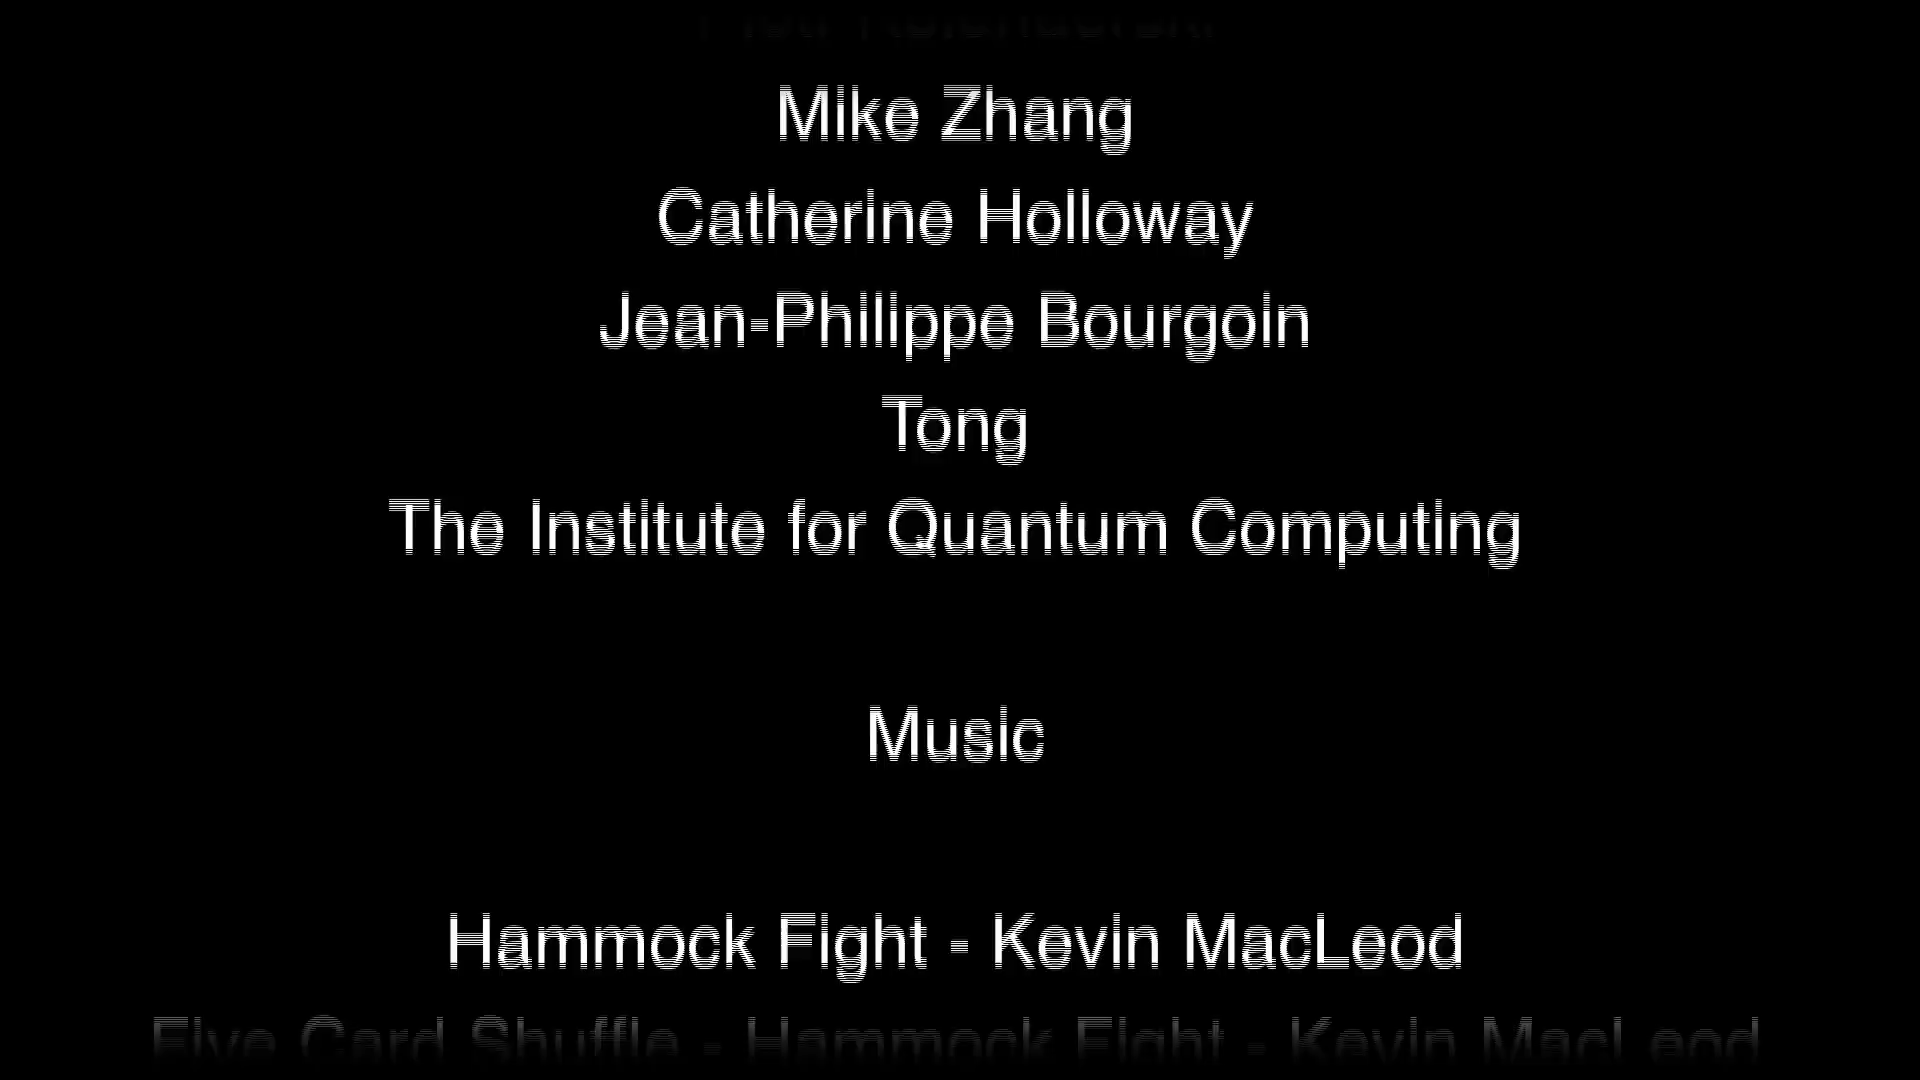 Mike Zhang
Catherine Holloway
Jean-Philippe Bourgoin
Tong
The Institute for Quantum Computing
Music
Hammock Fight - Kevin MacLeod
Five Card Shuffle - Hammock Fight - Kevin MacLeod